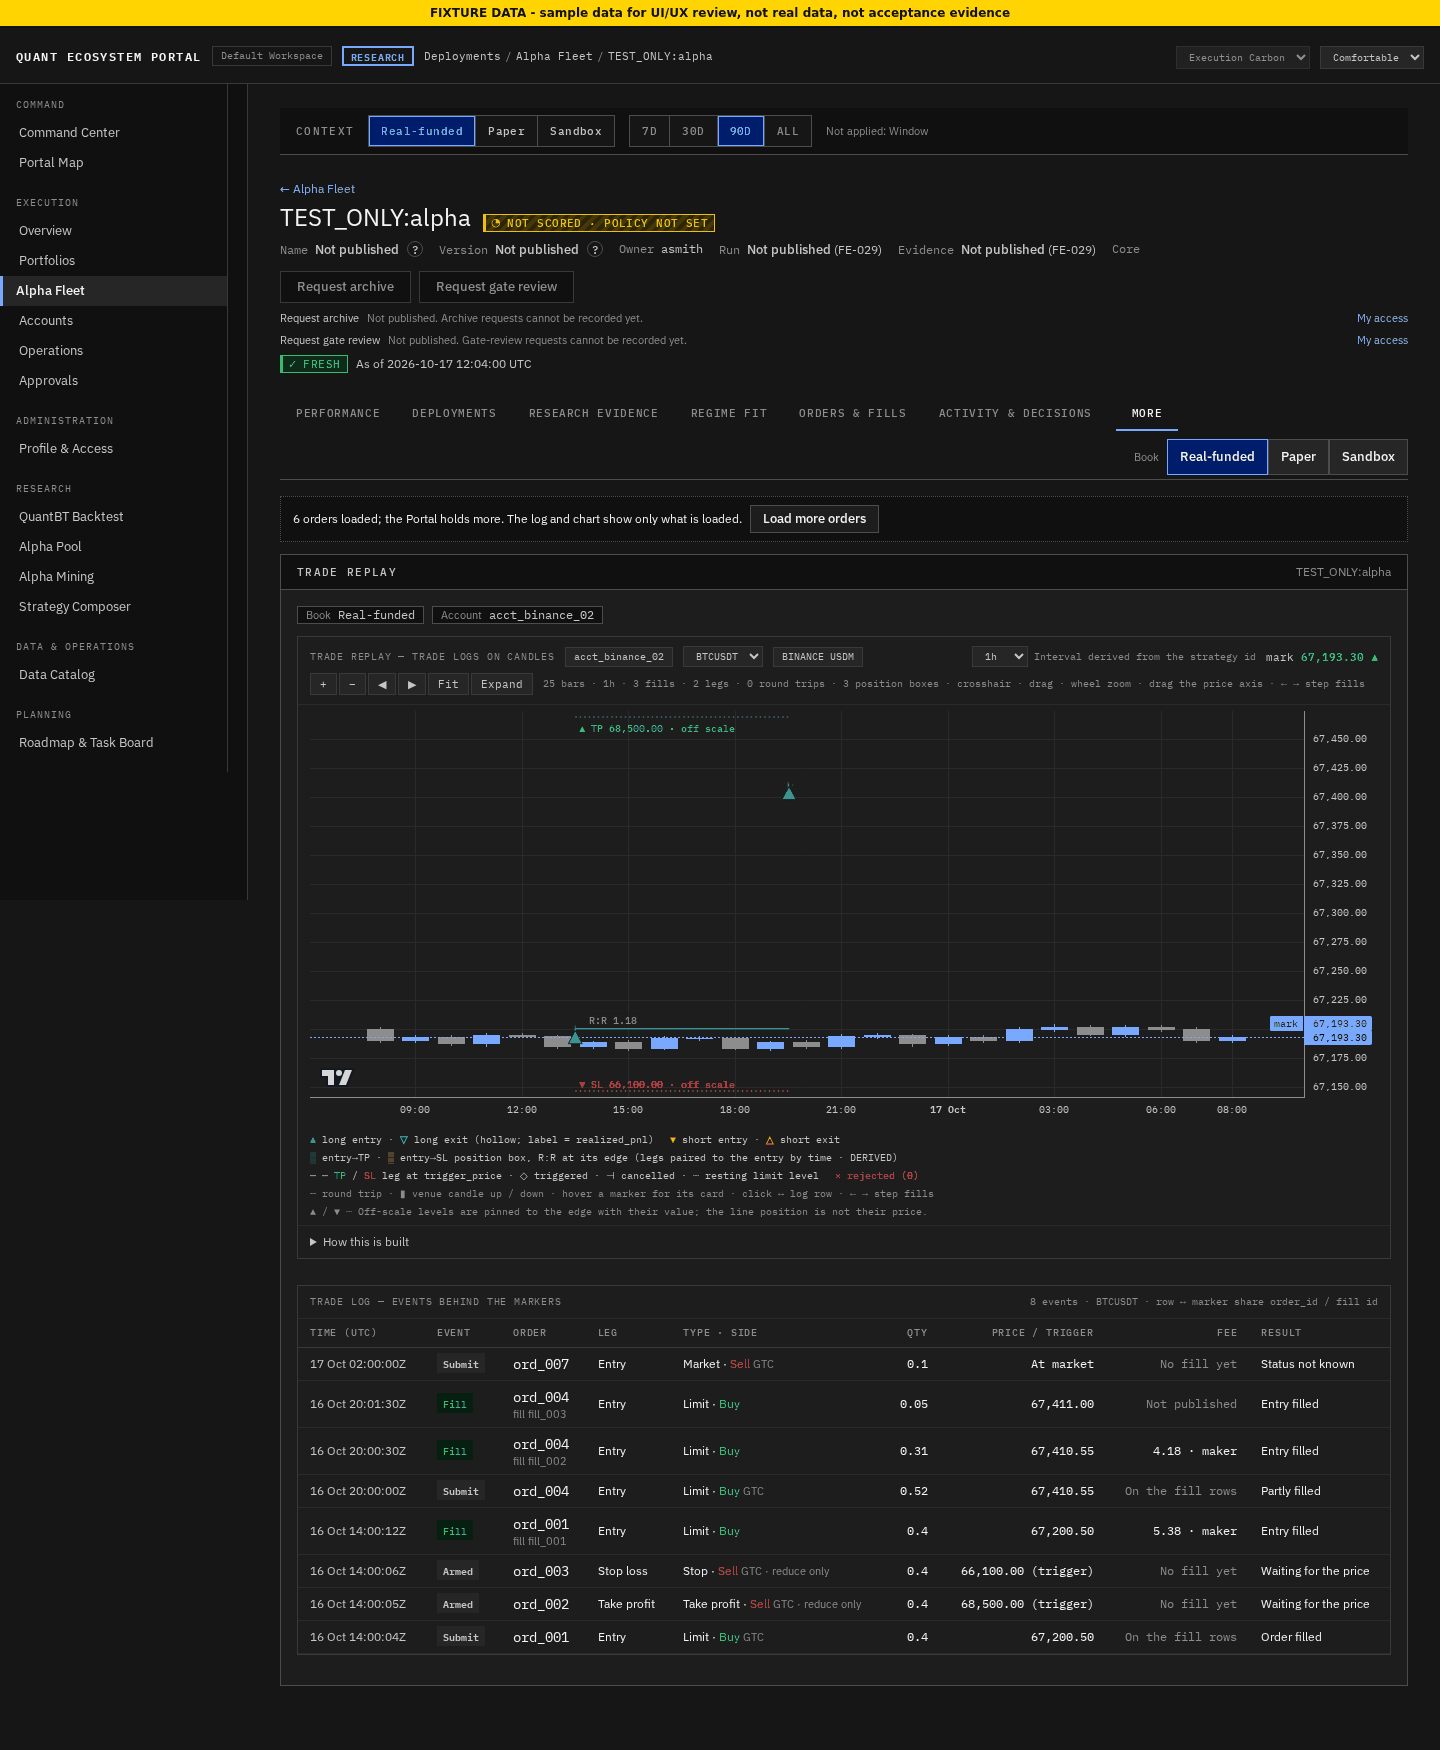 FIXTURE DATA - sample data for UI/UX review, not real data, not acceptance evidence
QUANT ECOSYSTEM PORTAL Default Workspace RESEARCH Deployments / Alpha Fleet / TEST_ONLY:alpha Execution Carbon Comfortable
COMMAND
Command Center
Portal Map
EXECUTION
Overview
Portfolios
Alpha Fleet
Accounts
Operations
Approvals
ADMINISTRATION
Profile & Access
RESEARCH
QuantBT Backtest
Alpha Pool
Alpha Mining
Strategy Composer
DATA & OPERATIONS
Data Catalog
PLANNING
Roadmap & Task Board
CONTEXT Real-funded Paper Sandbox 7D 30D 90D ALL Not applied: Window
← Alpha Fleet
TEST_ONLY:alpha ◔ NOT SCORED · POLICY NOT SET
Name Not published ? Version Not published ? Owner asmith Run Not published (FE-029) Evidence Not published (FE-029) Core
Request archive Request gate review
Request archive Not published. Archive requests cannot be recorded yet. My access
Request gate review Not published. Gate-review requests cannot be recorded yet. My access
✓ FRESH As of 2026-10-17 12:04:00 UTC
PERFORMANCE DEPLOYMENTS RESEARCH EVIDENCE REGIME FIT ORDERS & FILLS ACTIVITY & DECISIONS MORE
Book Real-funded Paper Sandbox
6 orders loaded; the Portal holds more. The log and chart show only what is loaded. Load more orders
TRADE REPLAY TEST_ONLY:alpha
Book Real-funded Account acct_binance_02
TRADE REPLAY — TRADE LOGS ON CANDLES acct_binance_02 BTCUSDT BINANCE USDM 1h Interval derived from the strategy id mark 67,193.30 ▲
+ − ◀ ▶ Fit Expand 25 bars · 1h · 3 fills · 2 legs · 0 round trips · 3 position boxes · crosshair · drag · wheel zoom · drag the price axis · ← → step fills
▲ TP 68,500.00 · off scale
67,450.00
67,425.00
67,400.00
67,375.00
67,350.00
67,325.00
67,300.00
67,275.00
67,250.00
67,225.00
R:R 1.18
mark 67,193.30
67,193.30
67,175.00
▼ SL 66,100.00 · off scale
67,150.00
09:00 12:00 15:00 18:00 21:00 17 Oct 03:00 06:00 08:00
▲ long entry · ▽ long exit (hollow; label = realized_pnl) ▼ short entry · △ short exit
entry→TP · entry→SL position box, R:R at its edge (legs paired to the entry by time · DERIVED)
— — TP / SL leg at trigger_price · ◇ triggered · ⊣ cancelled · — resting limit level × rejected (0)
— round trip · ▮ venue candle up / down · hover a marker for its card · click ↔ log row · ← → step fills
▲ / ▼ — Off-scale levels are pinned to the edge with their value; the line position is not their price.
▶ How this is built
TRADE LOG — EVENTS BEHIND THE MARKERS 8 events · BTCUSDT · row ↔ marker share order_id / fill id
TIME (UTC) EVENT ORDER LEG TYPE · SIDE QTY PRICE / TRIGGER FEE RESULT
17 Oct 02:00:00Z Submit ord_007 Entry Market · Sell GTC 0.1 At market No fill yet Status not known
16 Oct 20:01:30Z Fill ord_004 Entry Limit · Buy 0.05 67,411.00 Not published Entry filled
fill fill_003
16 Oct 20:00:30Z Fill ord_004 Entry Limit · Buy 0.31 67,410.55 4.18 · maker Entry filled
fill fill_002
16 Oct 20:00:00Z Submit ord_004 Entry Limit · Buy GTC 0.52 67,410.55 On the fill rows Partly filled
16 Oct 14:00:12Z Fill ord_001 Entry Limit · Buy 0.4 67,200.50 5.38 · maker Entry filled
fill fill_001
16 Oct 14:00:06Z Armed ord_003 Stop loss Stop · Sell GTC · reduce only 0.4 66,100.00 (trigger) No fill yet Waiting for the price
16 Oct 14:00:05Z Armed ord_002 Take profit Take profit · Sell GTC · reduce only 0.4 68,500.00 (trigger) No fill yet Waiting for the price
16 Oct 14:00:04Z Submit ord_001 Entry Limit · Buy GTC 0.4 67,200.50 On the fill rows Order filled